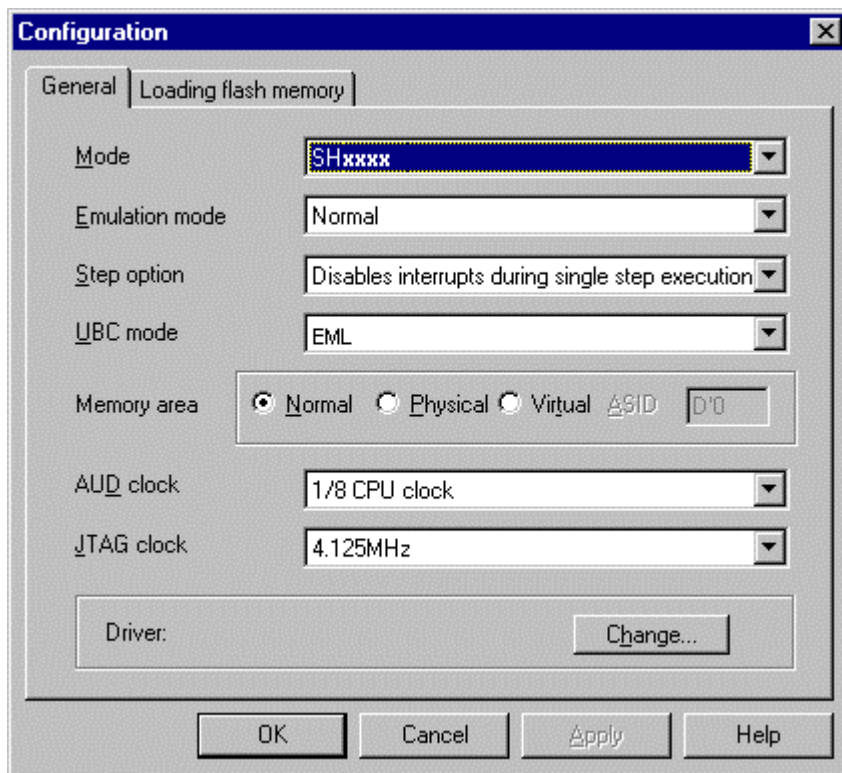 Configuration
General Loading flash memory
Mode SHxxxx
Emulation mode Normal
Step option Disables interrupts during single step execution
UBC mode EML
Memory area Normal Physical Virtual ASID D'0
AUD clock 1/8 CPU clock
JTAG clock 4.125MHz
Driver: Change...
OK Cancel Apply Help